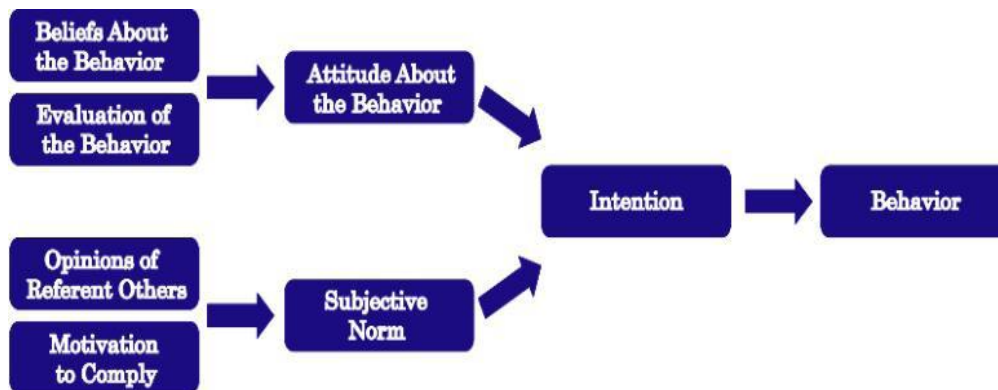 Beliefs About
the Behavior
Evaluation of
the Behavior
Attitude About
the Behavior
Opinions of
Referent Others
Motivation
to Comply
Subjective
Norm
Intention
Behavior